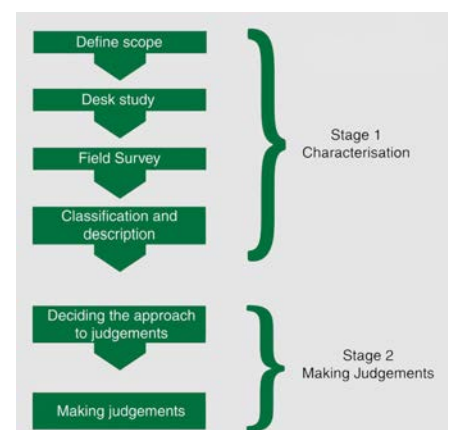 Define scope
Desk study
Field Survey
Classification and
description
Stage 1
Characterisation
Deciding the approach
to judgements
Making judgements
Stage 2
Making Judgements